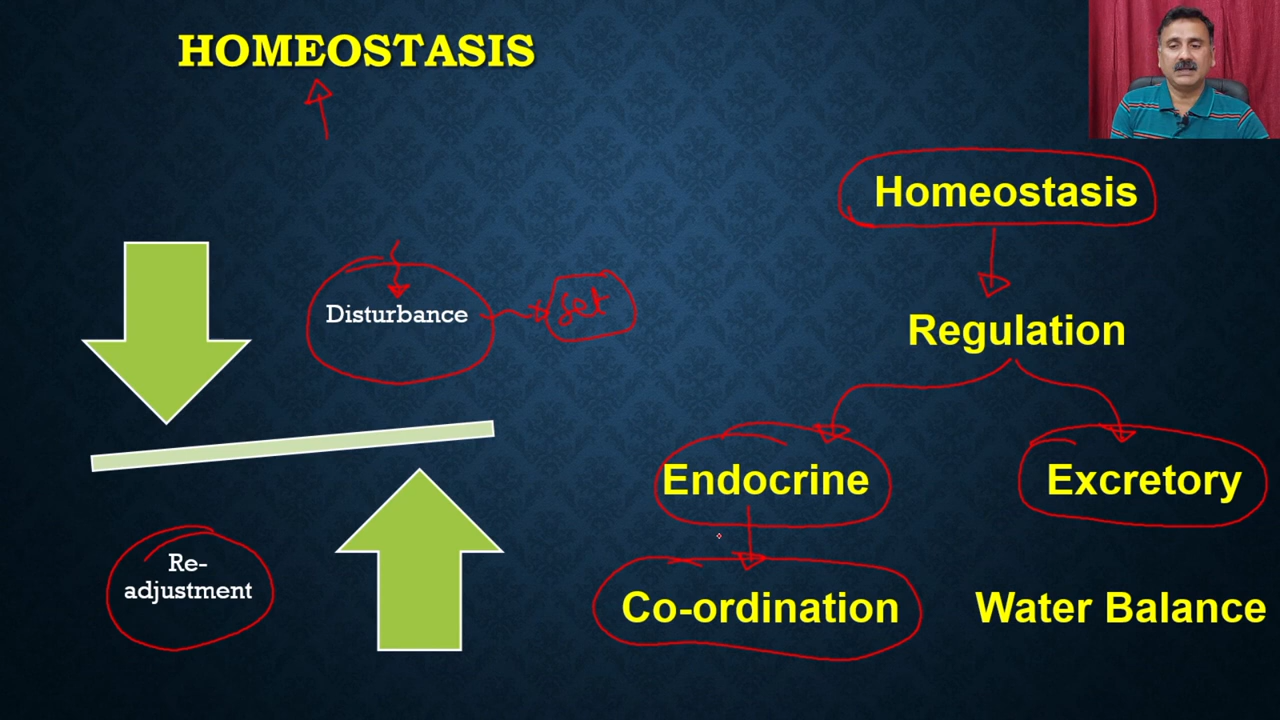 HOMEOSTASIS
Disturbance
set
Re-
adjustment
Homeostasis
Regulation
Endocrine
Excretory
Co-ordination
Water Balance